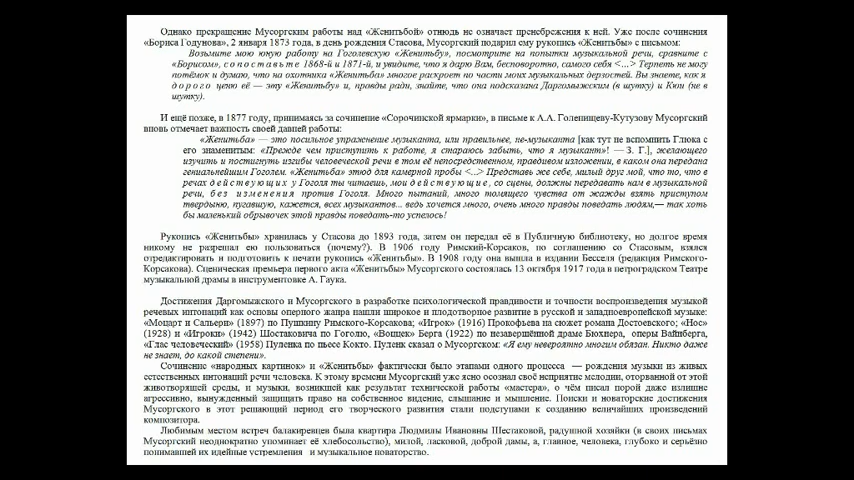 Однако прекращение Мусоргским работы над «Женитьбой» отнюдь не означает пренебрежения к ней. Уже после сочинения
«Бориса Годунова», 2 января 1873 года, в день рождения Стасова, Мусоргский подарил ему рукопись «Женитьбы» с письмом:
Возьмите мою юную работу на Гоголевскую «Женитьбу», посмотрите на попытки музыкальной речи, сравните с
«Борисом», с о п о с т а в ь т е 1868-й и 1871-й, и увидите, что я дарю Вам, бесповоротно, самого себя <…> Терпеть не могу
потёмок и думаю, что на охотника «Женитьба» многое раскроет по части моих музыкальных дерзостей. Вы знаете, как я
д о р о г о ценю её — эту «Женитьбу» и, правды ради, знайте, что она подсказана Даргомыжским (в шутку) и Кюи (не в
шутку).
И ещё позже, в 1877 году, принимаясь за сочинение «Сорочинской ярмарки», в письме к А.А. Голенищеву-Кутузову Мусоргский
вновь отмечает важность своей давней работы:
«Женитьба» — это посильное упражнение музыканта, или правильнее, не-музыканта [как тут не вспомнить Глюка с
его знаменитым: «Прежде чем приступить к работе, я стараюсь забыть, что я музыкант»! — З. Г.], желающего
изучить и постигнуть изгибы человеческой речи в том её непосредственном, правдивом изложении, в каком она передана
гениальнейшим Гоголем. «Женитьба» этюд для камерной пробы <…> Представь же себе, милый друг мой, что то, что в
речах д е й с т в у ю щ и х у Гоголя ты читаешь, мои д е й с т в у ю щ и е, со сцены, должны передавать нам в музыкальной
речи, б е з и з м е н е н и я против Гоголя. Много пытаний, много томящего чувства от жажды взять приступом
твердыню, пугавшую, кажется, всех музыкантов... ведь хочется много, очень много правды поведать людям,— так хоть
бы маленький обрывочек этой правды поведать-то успелось!
Рукопись «Женитьбы» хранилась у Стасова до 1893 года, затем он передал её в Публичную библиотеку, но долгое время
никому не разрешал ею пользоваться (почему?). В 1906 году Римский-Корсаков, по соглашению со Стасовым, взялся
отредактировать и подготовить к печати рукопись «Женитьбы». В 1908 году она вышла в издании Бесселя (редакция Римского-
Корсакова). Сценическая премьера первого акта «Женитьбы» Мусоргского состоялась 13 октября 1917 года в петроградском Театре
музыкальной драмы в инструментовке А. Гаука.
Достижения Даргомыжского и Мусоргского в разработке психологической правдивости и точности воспроизведения музыкой
речевых интонаций как основы оперного жанра нашли широкое и плодотворное развитие в русской и западноевропейской музыке:
«Моцарт и Сальери» (1897) по Пушкину Римского-Корсакова; «Игрок» (1916) Прокофьева на сюжет романа Достоевского; «Нос»
(1928) и «Игроки» (1942) Шостаковича по Гоголю, «Воццек» Берга (1922) по незавершённой драме Бюхнера, оперы Вайнберга,
«Глас человеческий» (1958) Пуленка по пьесе Кокто. Пуленк сказал о Мусоргском: «Я ему невероятно многим обязан. Никто даже
не знает, до какой степени».
Сочинение «народных картинок» и «Женитьбы» фактически было этапами одного процесса — рождения музыки из живых
естественных интонаций речи человека. К этому времени Мусоргский уже ясно осознал своё неприятие мелодии, оторванной от этой
животворящей среды, и музыки, возникшей как результат технической работы «мастера», о чём писал порой даже излишне
агрессивно, вынужденный защищать право на собственное видение, слышание и мышление. Поиски и новаторские достижения
Мусоргского в этот решающий период его творческого развития стали подступами к созданию величайших произведений
композитора.
Любимым местом встреч балакиревцев была квартира Людмилы Ивановны Шестаковой, радушной хозяйки (в своих письмах
Мусоргский неоднократно упоминает её хлебосольство), милой, ласковой, доброй дамы, а, главное, человека, глубоко и серьёзно
понимавшей их идейные устремления и музыкальное новаторство.